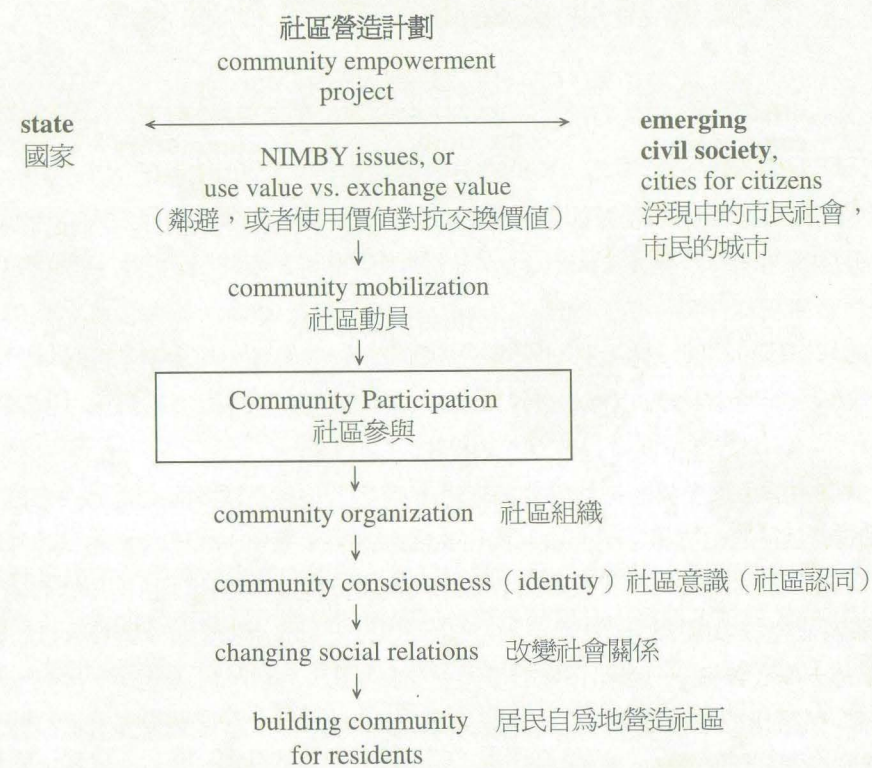 社區營造計劃
community empowerment
project
state
國家
emerging
civil society,
cities for citizens
浮現中的市民社會，
市民的城市
NIMBY issues, or
use value vs. exchange value
（鄰避，或者使用價值對抗交換價值）
community mobilization
社區動員
Community Participation
社區參與
community organization 社區組織
community consciousness（identity）社區意識（社區認同）
changing social relations 改變社會關係
building community 居民自爲地營造社區
for residents